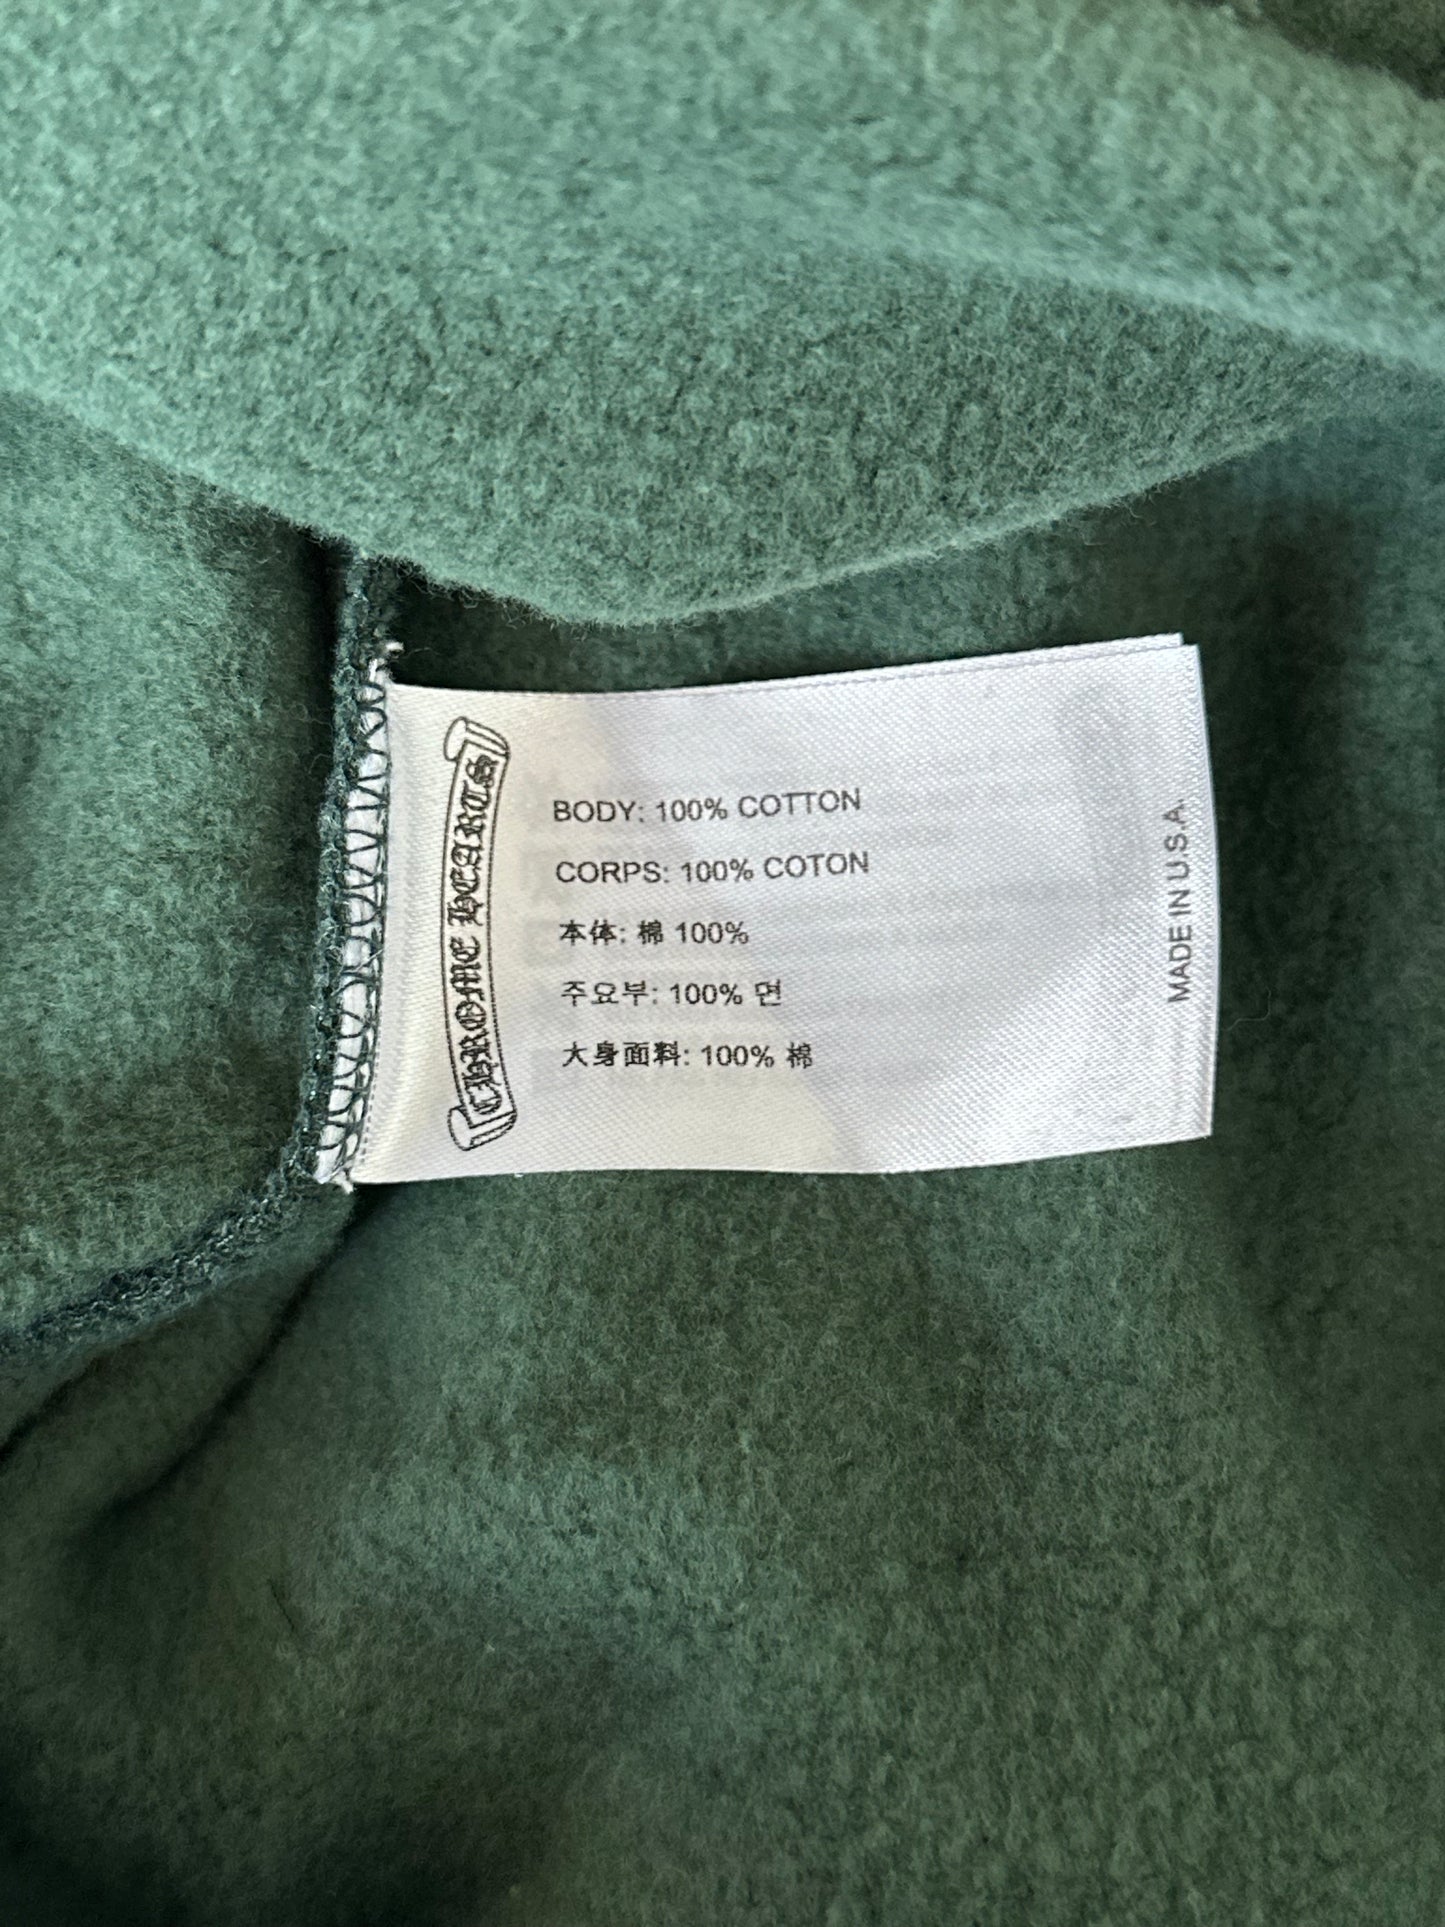 CHROME HEARTS
BODY: 100% COTTON
CORPS: 100% COTON
本体: 棉 100%
주요부: 100% 면
大身面料: 100% 棉
MADE IN U.S.A.